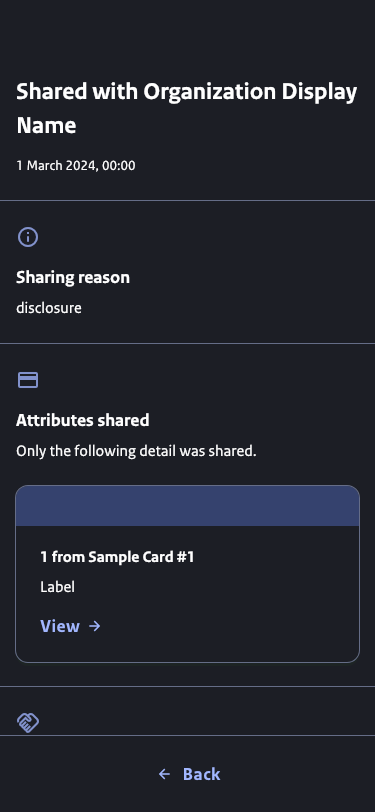 Shared with Organization Display
Name
1 March 2024, 00:00
Sharing reason
disclosure
Attributes shared
Only the following detail was shared.
1 from Sample Card #1
Label
View
Back